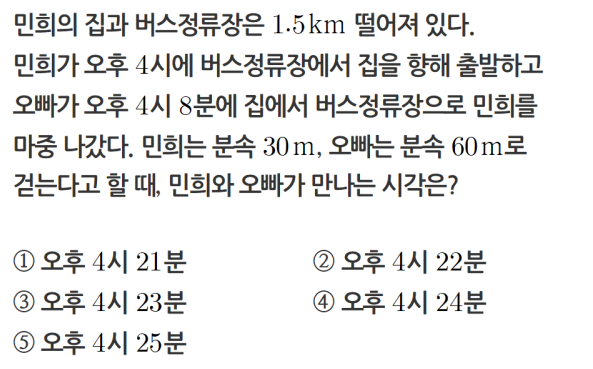 민희의 집과 버스정류장은 1.5km 떨어져 있다.
민희가 오후 4시에 버스정류장에서 집을 향해 출발하고
오빠가 오후 4시 8분에 집에서 버스정류장으로 민희를
마중 나갔다. 민희는 분속 30m, 오빠는 분속 60m로
걷는다고 할 때, 민희와 오빠가 만나는 시각은?
① 오후 4시 21분 ② 오후 4시 22분
③ 오후 4시 23분 ④ 오후 4시 24분
⑤ 오후 4시 25분